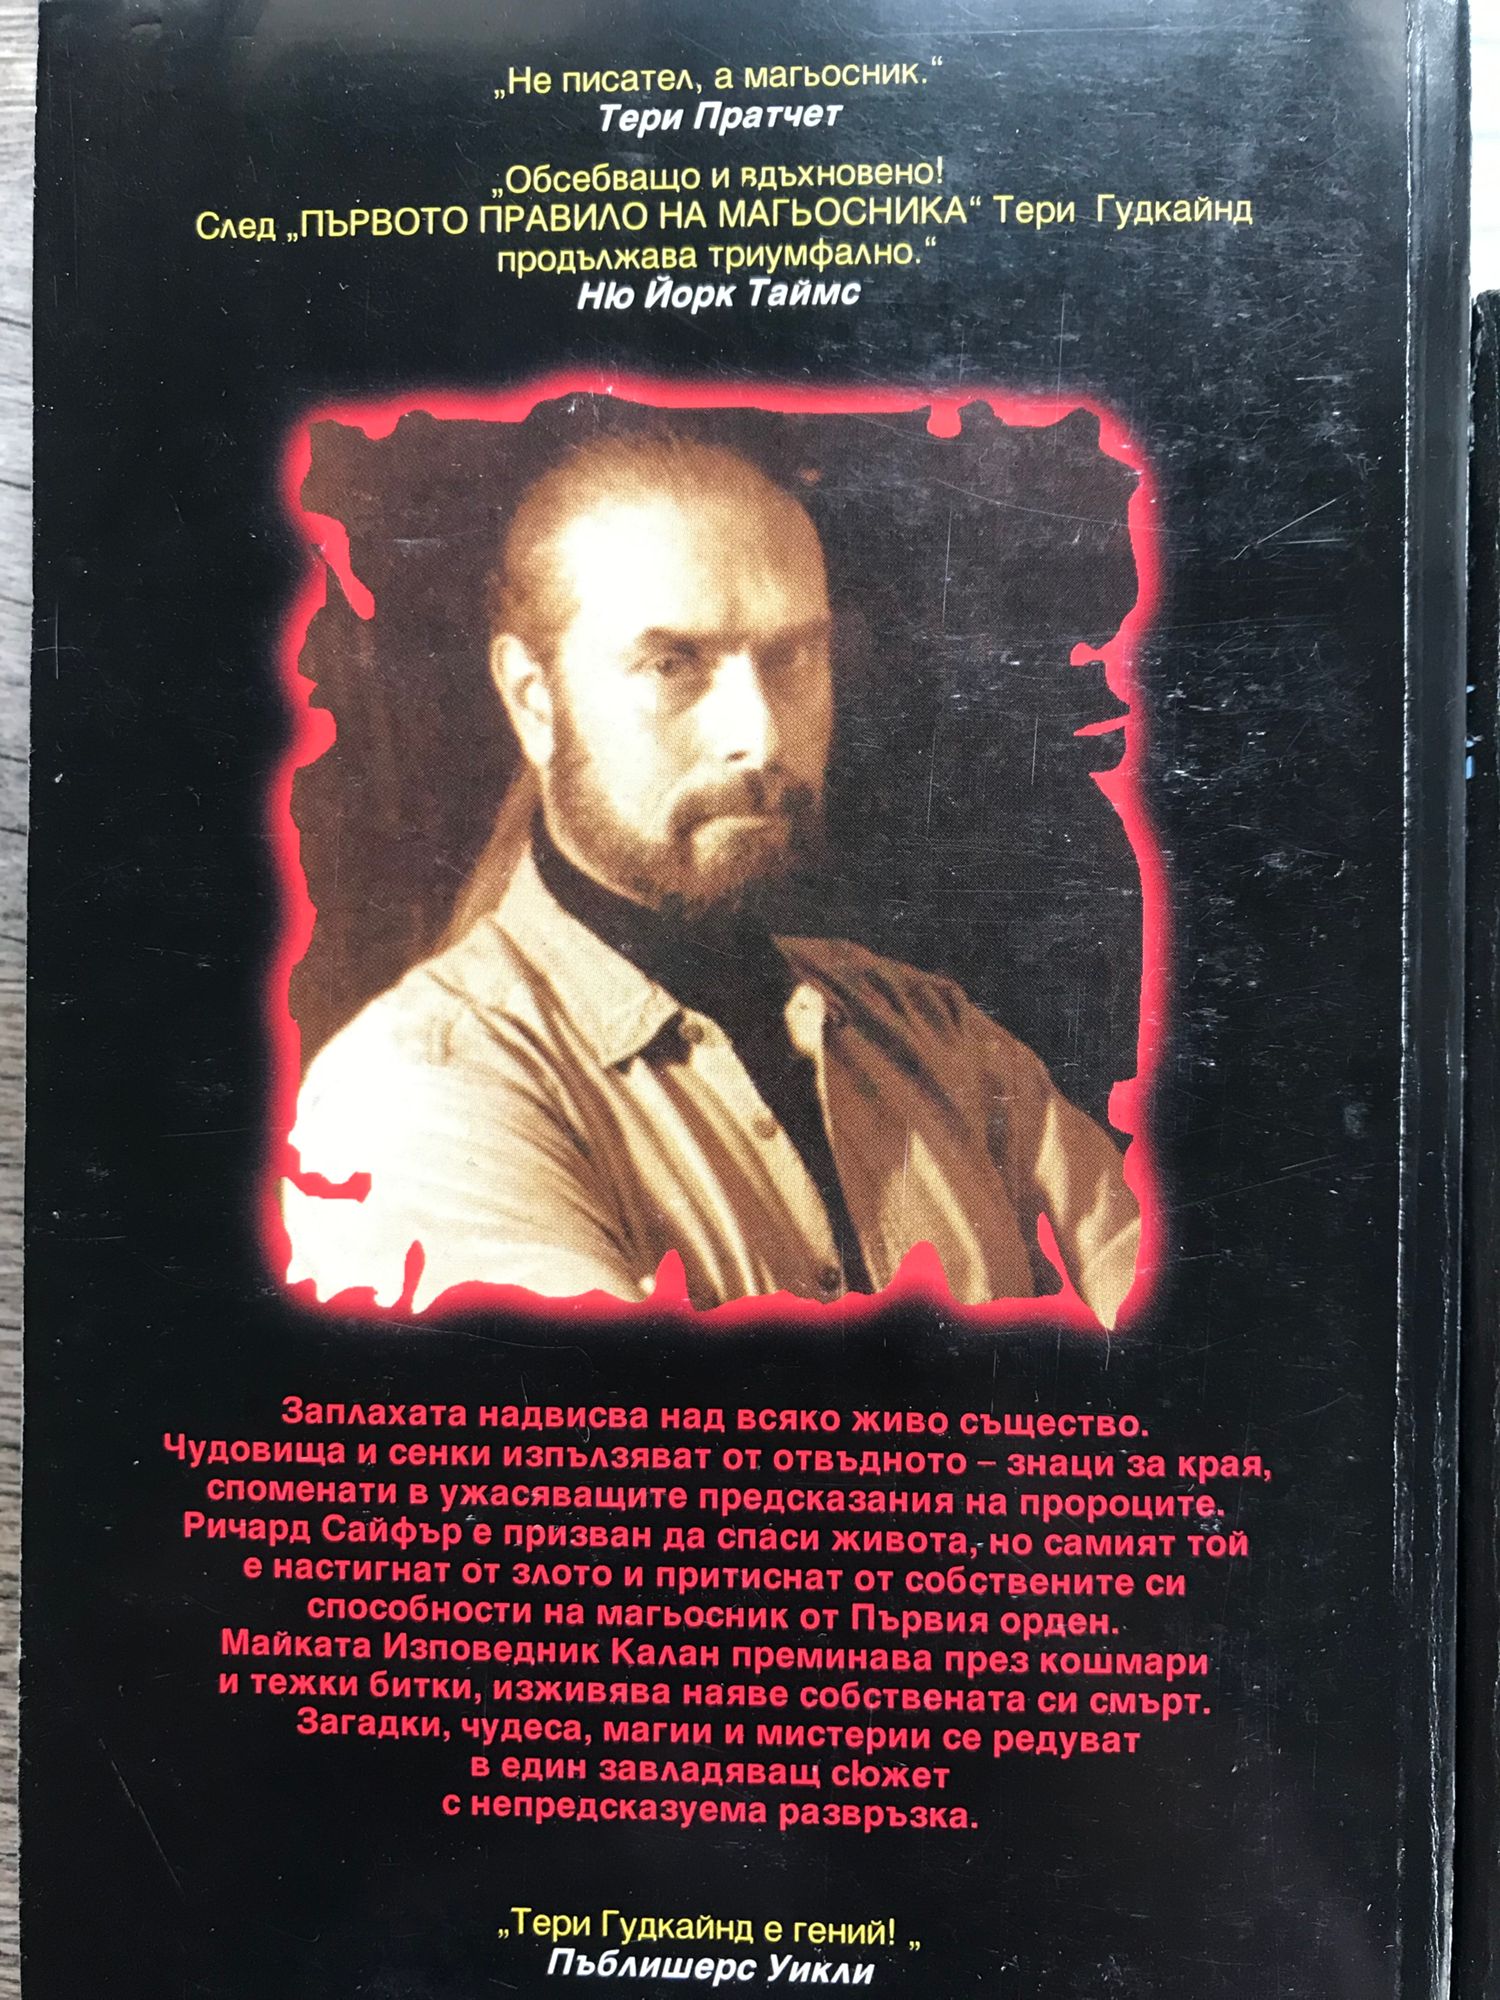 „Не писател, а магьосник.“
Тери Пратчет
„Обсебващо и вдъхновено!
След „ПЪРВОТО ПРАВИЛО НА МАГЬОСНИКА“ Тери Гудкайнд
продължава триумфално.“
Ню Йорк Таймс
Заплахата надвисва над всяко живо същество.
Чудовища и сенки изпълзяват от отвъдното – знаци за края,
споменати в ужасяващите предсказания на пророците.
Ричард Сайфър е призван да спаси живота, но самият той
е настигнат от злото и притиснат от собствените си
способности на магьосник от Първия орден.
Майката Изповедник Калан преминава през кошмари
и тежки битки, изживява наяве собствената си смърт.
Загадки, чудеса, магии и мистерии се редуват
в един завладяващ сюжет
с непредсказуема развръзка.
„Тери Гудкайнд е гений! „
Пъблишерс Уикли